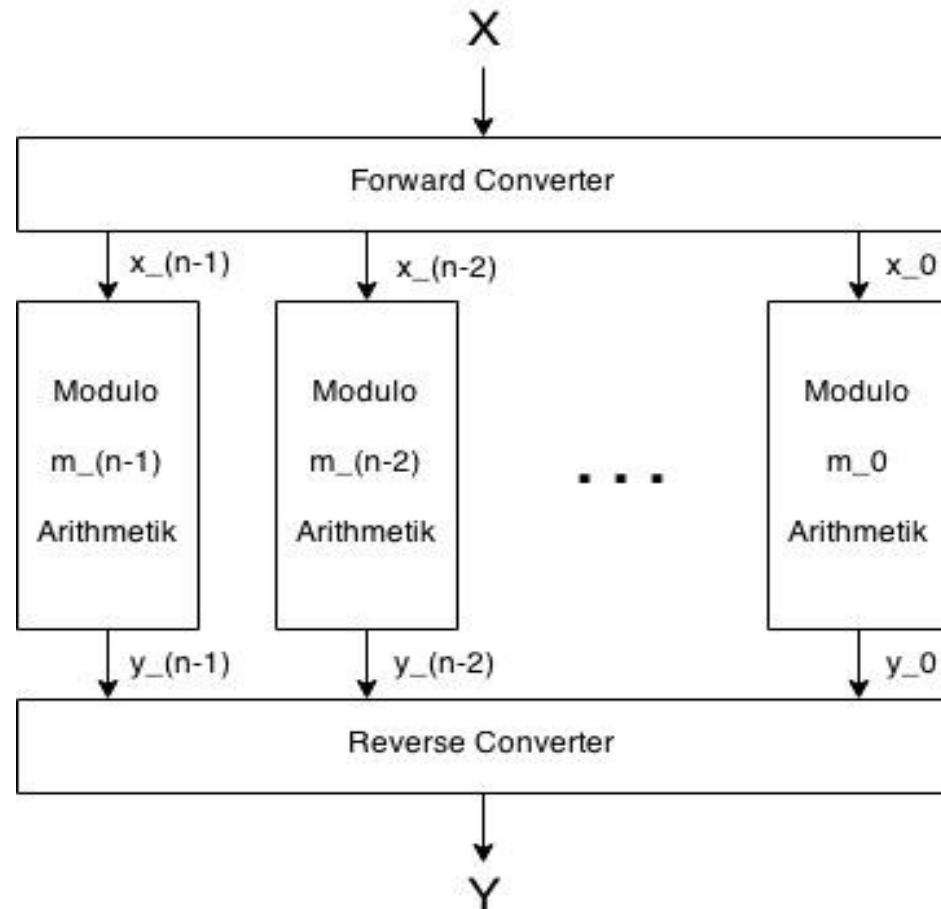 X
Forward Converter
x_(n-1) x_(n-2) x_0
Modulo Modulo Modulo
m_(n-1) m_(n-2) . . . m_0
Arithmetik Arithmetik Arithmetik
y_(n-1) y_(n-2) y_0
Reverse Converter
Y